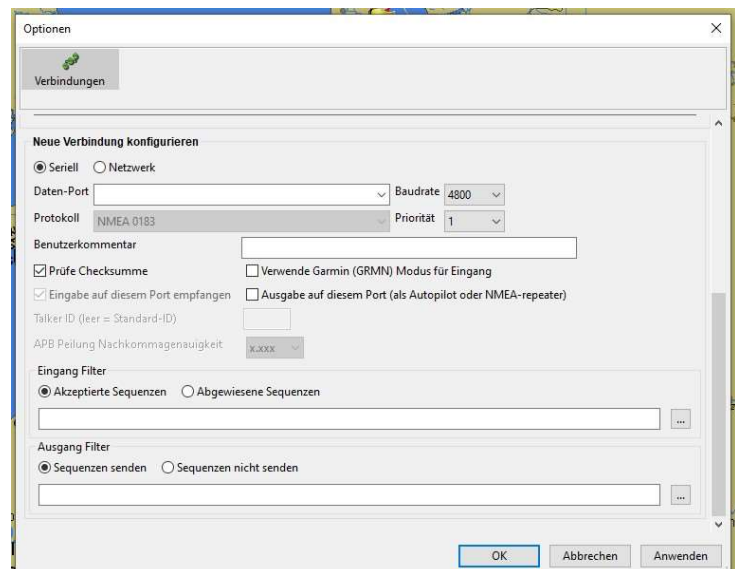 Optionen
Verbindungen
Neue Verbindung konfigurieren
Seriell Netzwerk
Daten-Port Baudrate 4800
Protokoll NMEA 0183 Priorität 1
Benutzerkommentar
Prüfe Checksumme Verwende Garmin (GRMN) Modus für Eingang
Eingabe auf diesem Port empfangen Ausgabe auf diesem Port (als Autopilot oder NMEA-repeater)
Talker ID (leer = Standard-ID)
APB Peilung Nachkommagenauigkeit x.xxx
Eingang Filter
Akzeptierte Sequenzen Abgewiesene Sequenzen
...
Ausgang Filter
Sequenzen senden Sequenzen nicht senden
...
OK Abbrechen Anwenden